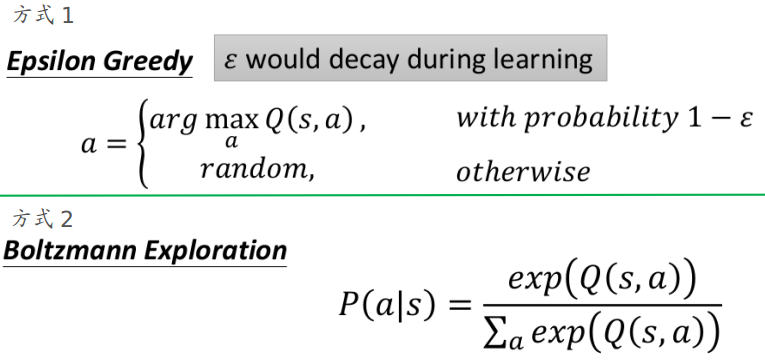 方式 1
Epsilon Greedy ε would decay during learning
a = { arg max_a Q(s, a) , with probability 1 − ε
random, otherwise
方式 2
Boltzmann Exploration
P(a|s) = exp(Q(s, a)) / Σ_a exp(Q(s, a))